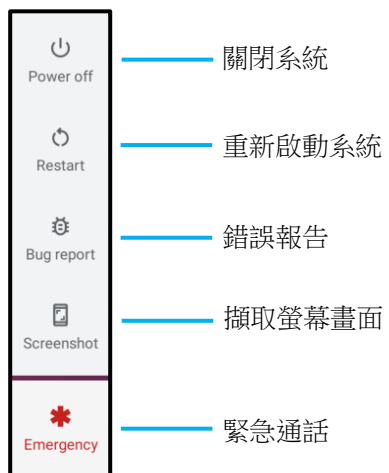 Power off
關閉系統
Restart
重新啟動系統
Bug report
錯誤報告
Screenshot
擷取螢幕畫面
Emergency
緊急通話